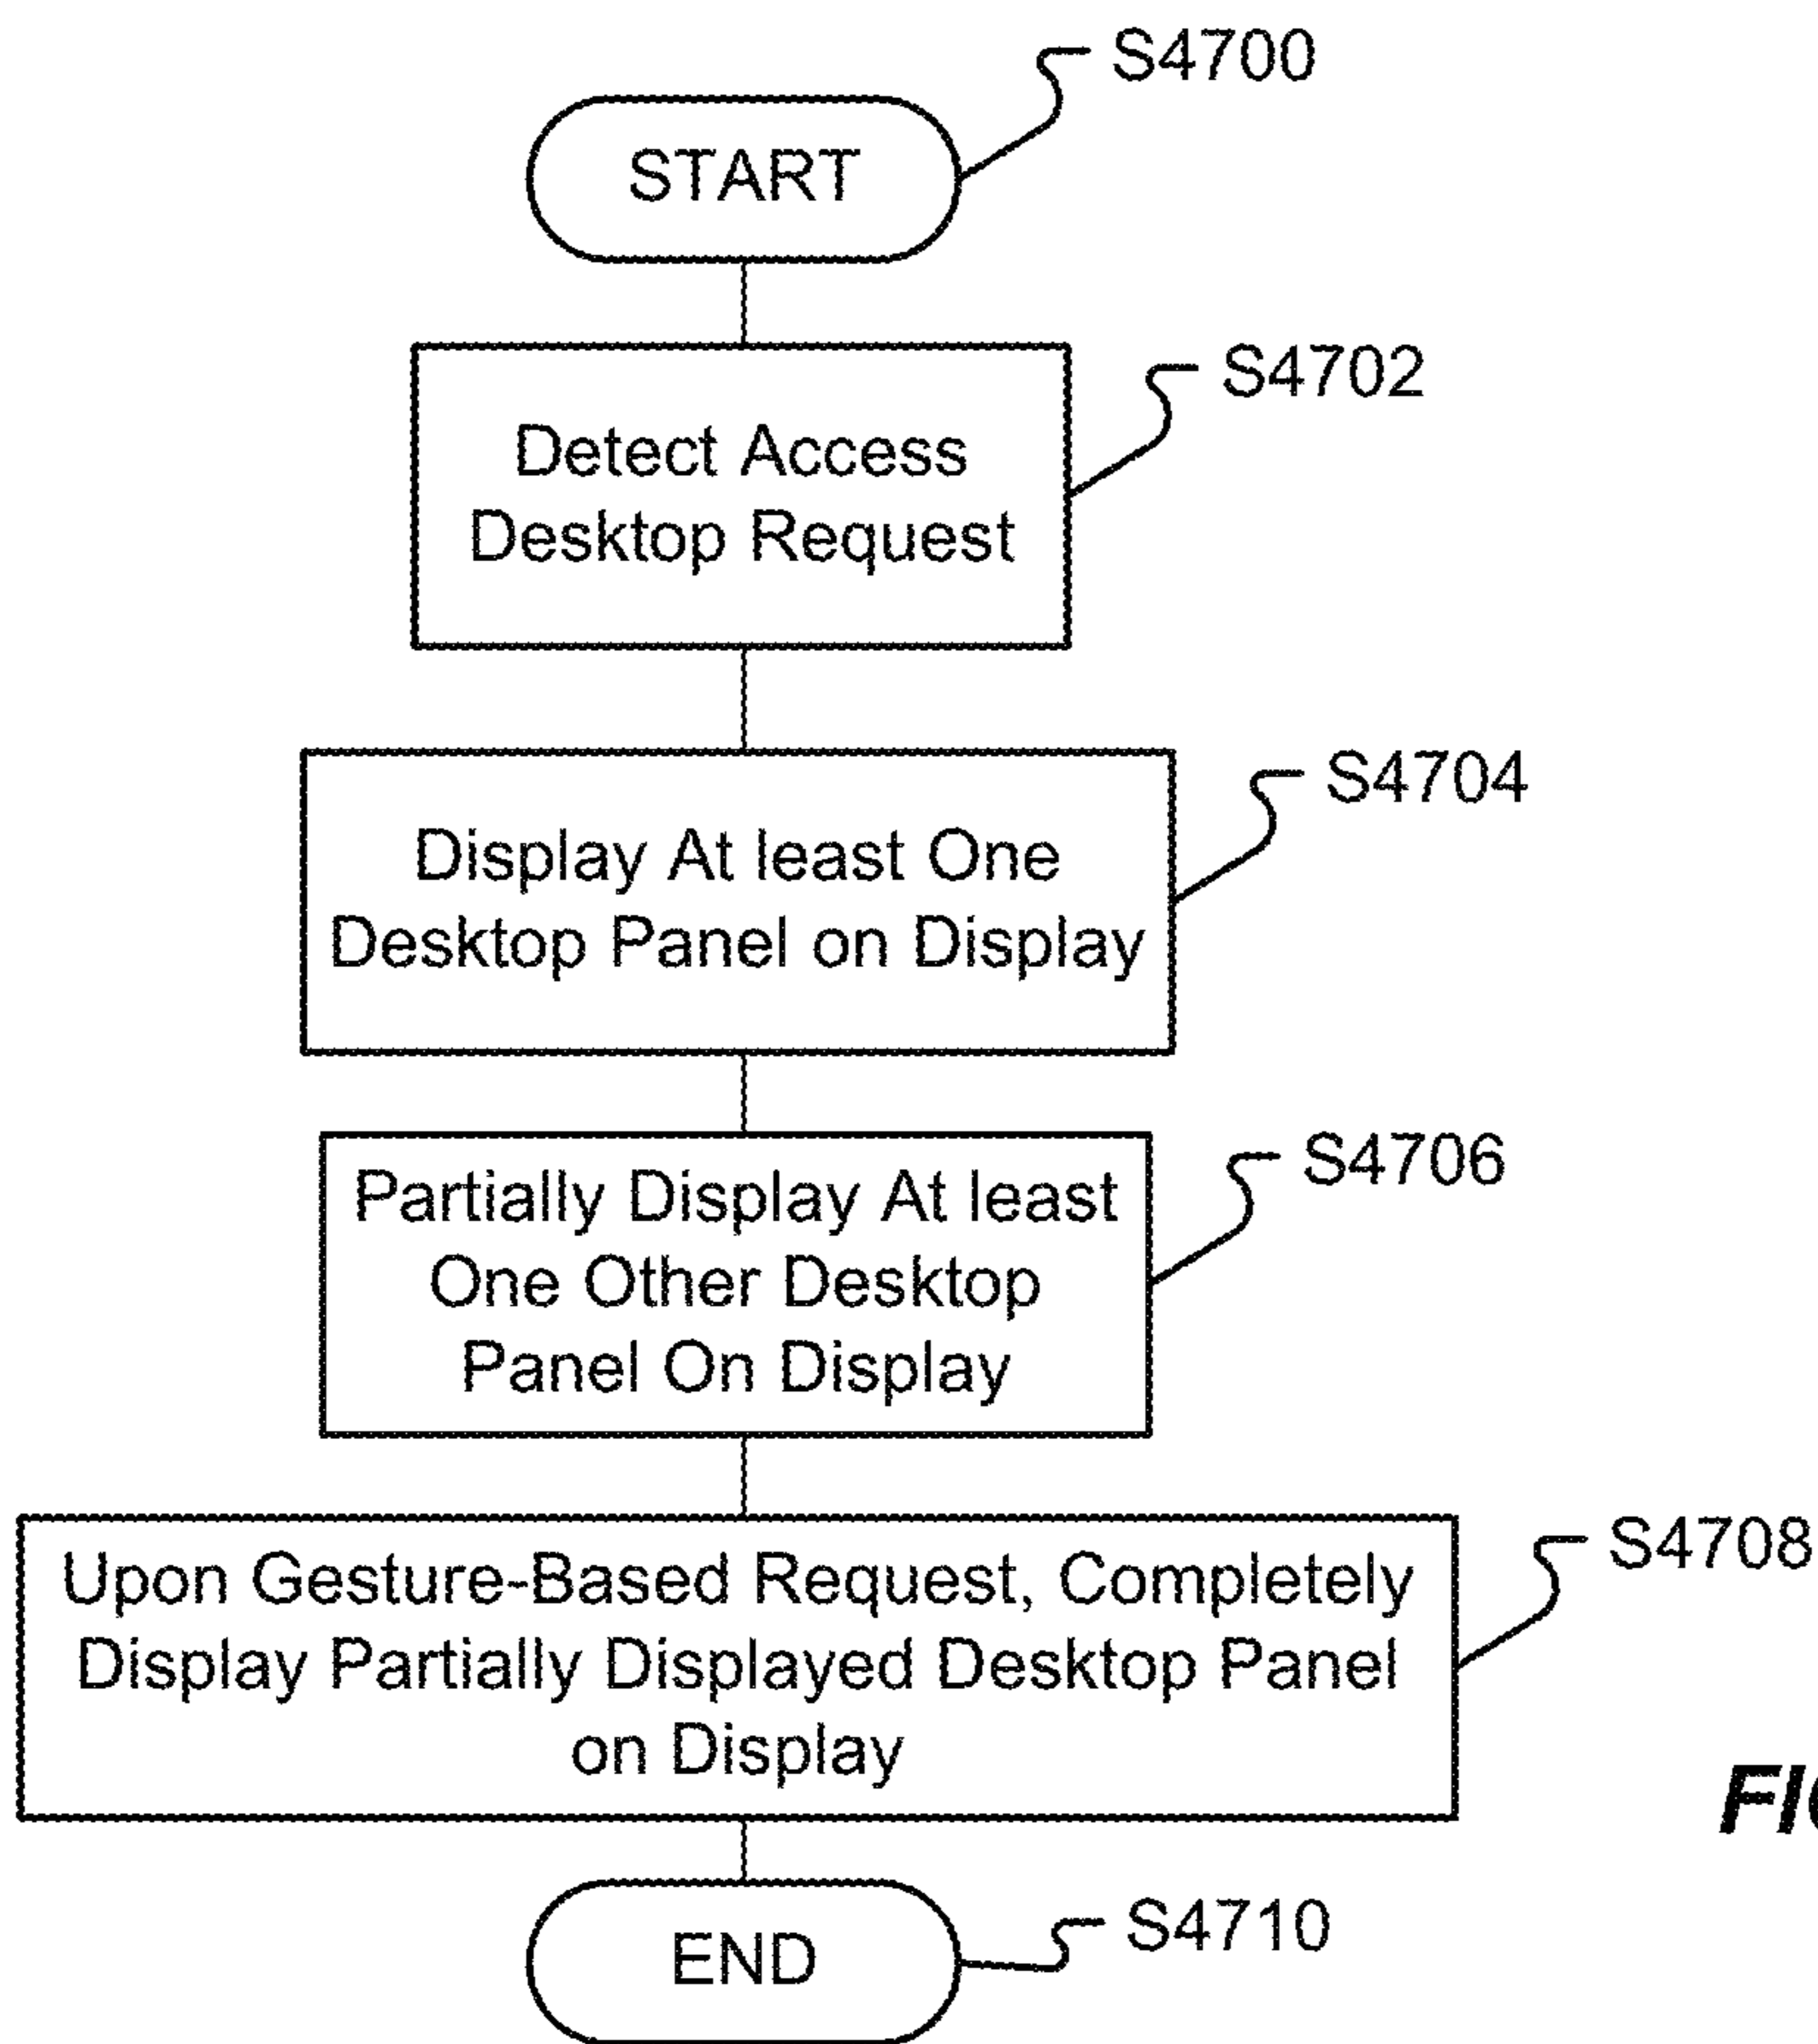 S4700
START
S4702
Detect Access
Desktop Request
S4704
Display At least One
Desktop Panel on Display
S4706
Partially Display At least
One Other Desktop
Panel On Display
S4708
Upon Gesture-Based Request, Completely
Display Partially Displayed Desktop Panel
on Display
S4710
END